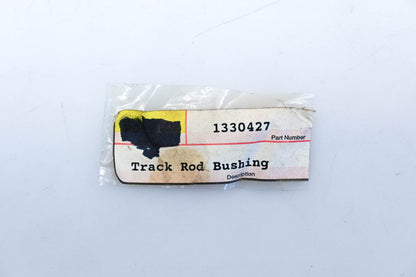 1330427
Part Number
Track Rod Bushing
Description